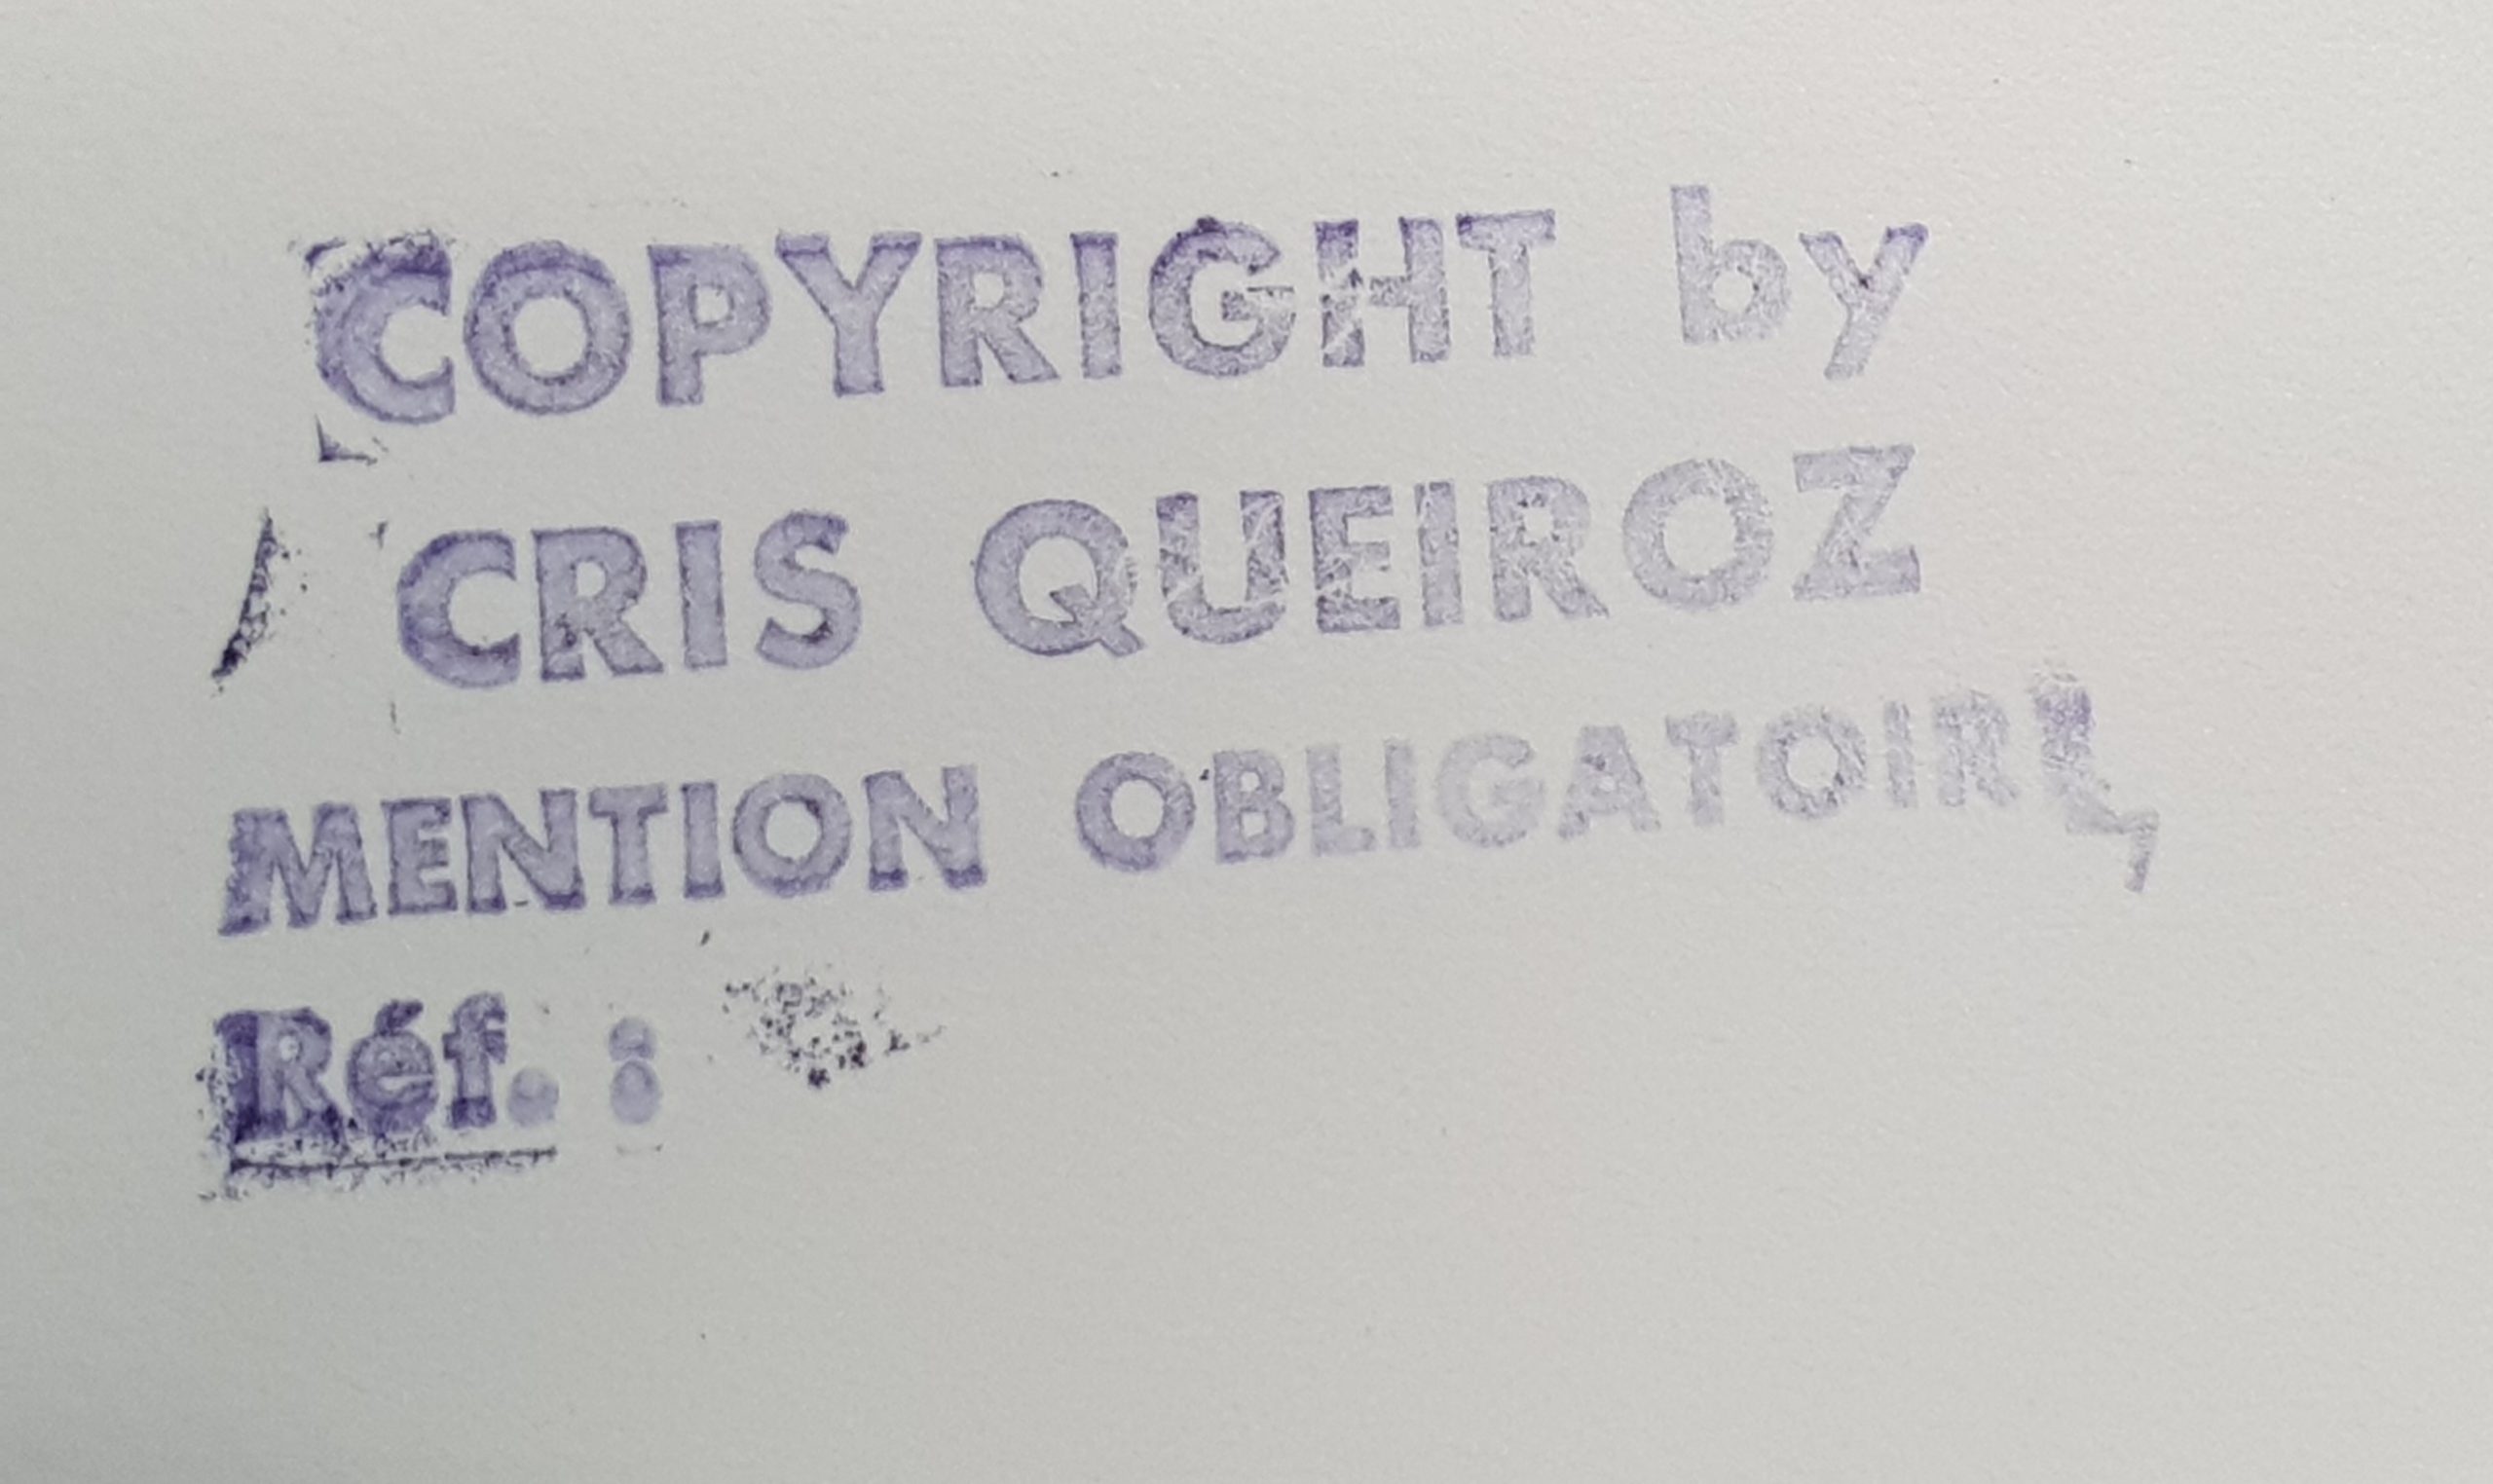 COPYRIGHT by
CRIS QUEIROZ
MENTION OBLIGATOIRE
Réf. :